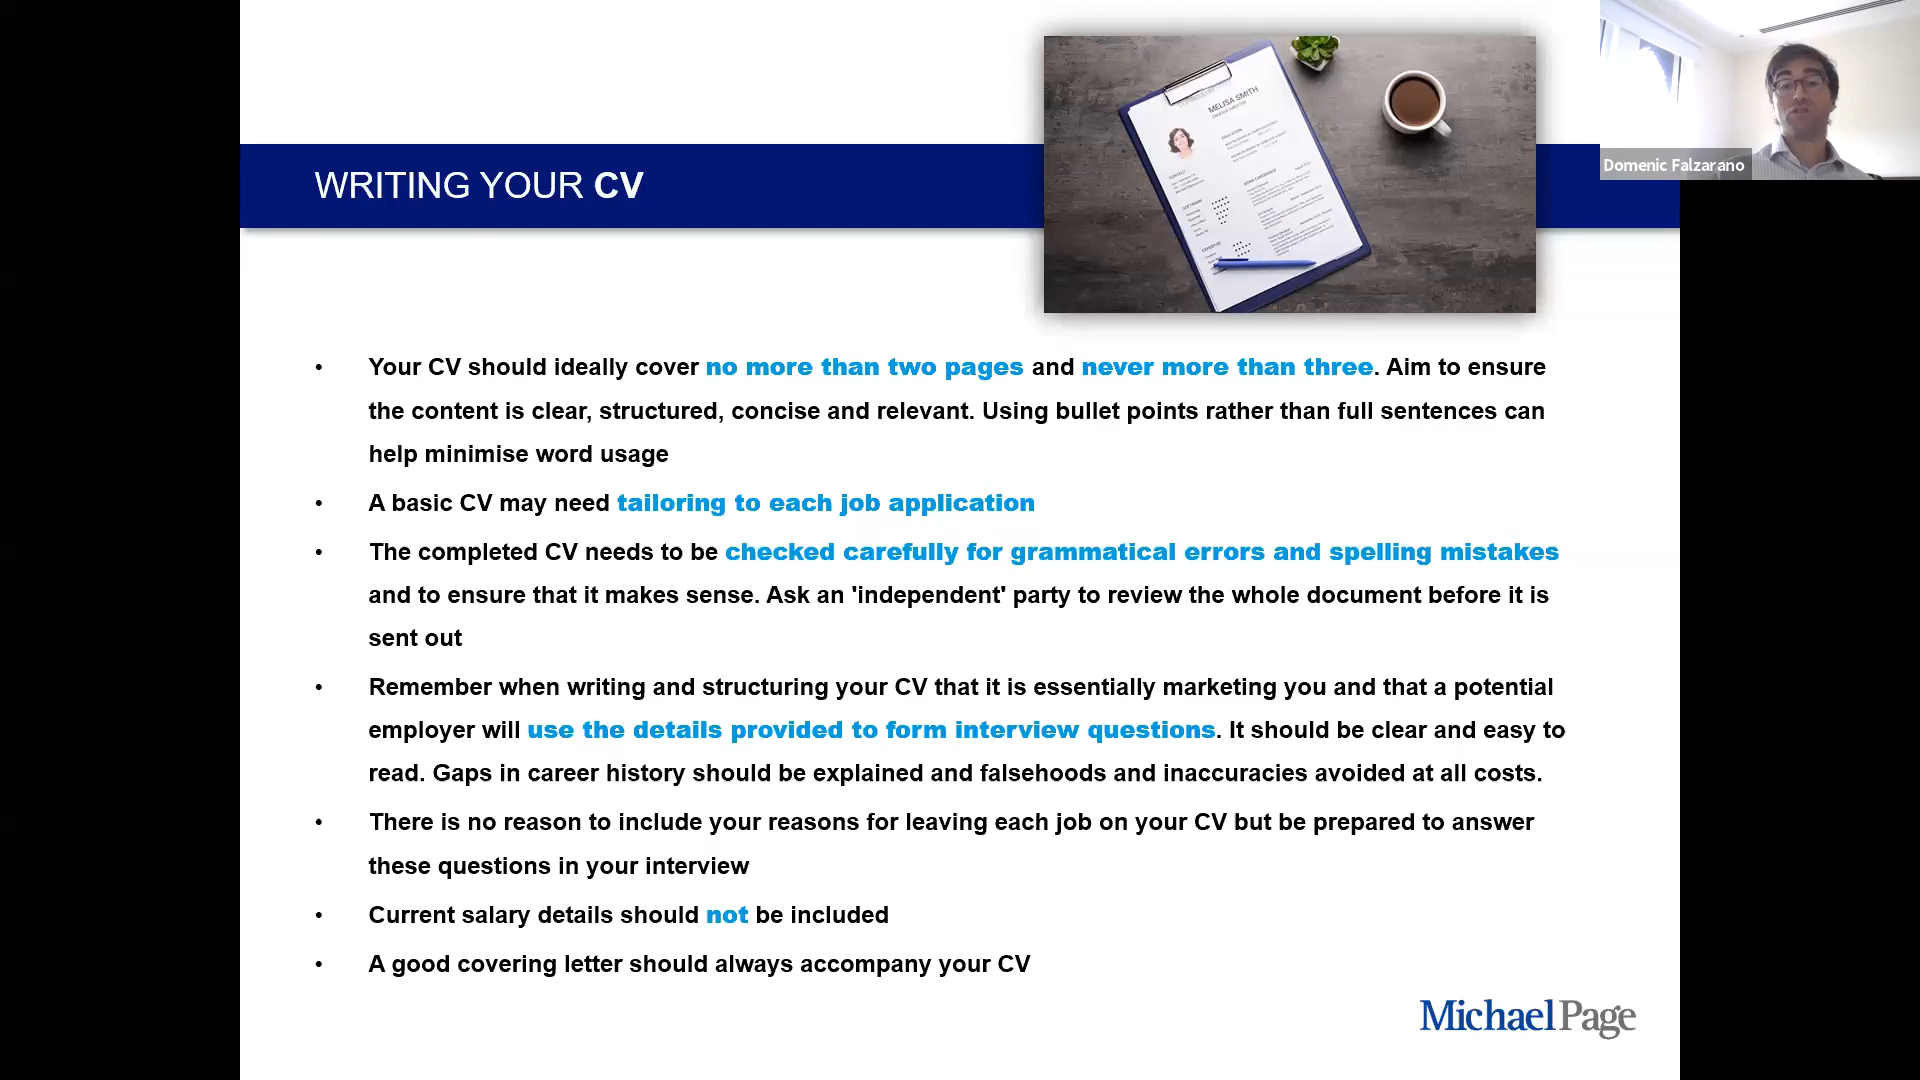 Domenic Falzarano
MELISA SMITH
WRITING YOUR CV
• Your CV should ideally cover no more than two pages and never more than three. Aim to ensure
the content is clear, structured, concise and relevant. Using bullet points rather than full sentences can
help minimise word usage
• A basic CV may need tailoring to each job application
• The completed CV needs to be checked carefully for grammatical errors and spelling mistakes
and to ensure that it makes sense. Ask an 'independent' party to review the whole document before it is
sent out
• Remember when writing and structuring your CV that it is essentially marketing you and that a potential
employer will use the details provided to form interview questions. It should be clear and easy to
read. Gaps in career history should be explained and falsehoods and inaccuracies avoided at all costs.
• There is no reason to include your reasons for leaving each job on your CV but be prepared to answer
these questions in your interview
• Current salary details should not be included
• A good covering letter should always accompany your CV
MichaelPage